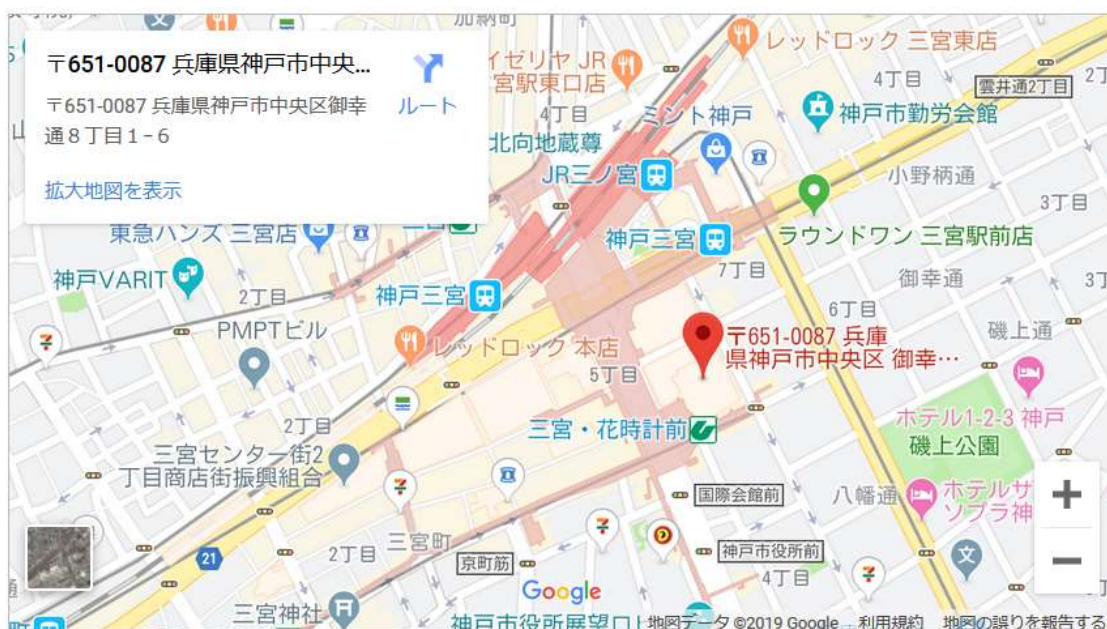 加納町
〒651-0087 兵庫県神戸市中央...
〒651-0087 兵庫県神戸市中央区御幸
通8丁目1-6
ルート
拡大地図を表示
イゼリヤ JR
宮駅東口店
レッドロック 三宮東店
4丁目
雲井通2丁目
4丁目
ミント神戸
神戸市勤労会館
北向地蔵尊
JR三ノ宮
小野柄通
3丁目
東急ハンズ 三宮店
神戸三宮
ラウンドワン 三宮駅前店
神戸VARIT
2丁目
神戸三宮
7丁目
御幸通
6丁目
PMPTビル
レッドロック 本店
〒651-0087 兵庫
県神戸市中央区 御幸…
磯上通
5丁目
2丁目
三宮・花時計前
ホテル1-2-3 神戸
磯上公園
三宮センター街2
丁目商店街振興組合
国際会館前
八幡通
ホテルサ
ソプラ神
+
21
2丁目
三宮町
京町筋
神戸市役所前
4丁目
文
−
三宮神社
Google
神戸市役所展望ロ
地図データ ©2019 Google
利用規約
地図の誤りを報告する